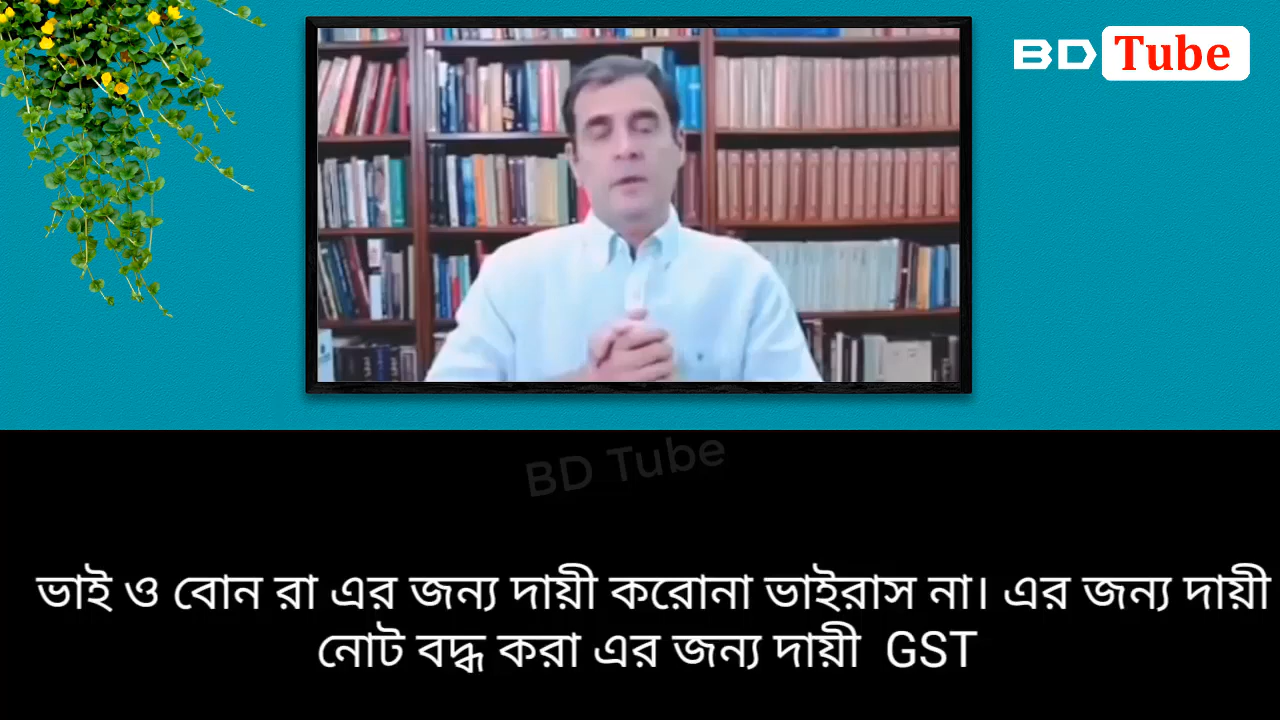 BD Tube
BD Tube
ভাই ও বোন রা এর জন্য দায়ী করোনা ভাইরাস না। এর জন্য দায়ী
নোট বদ্ধ করা এর জন্য দায়ী GST